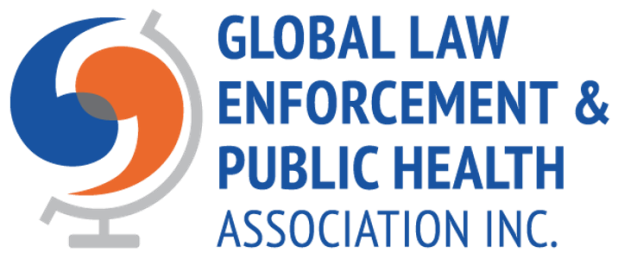 GLOBAL LAW
ENFORCEMENT &
PUBLIC HEALTH
ASSOCIATION INC.